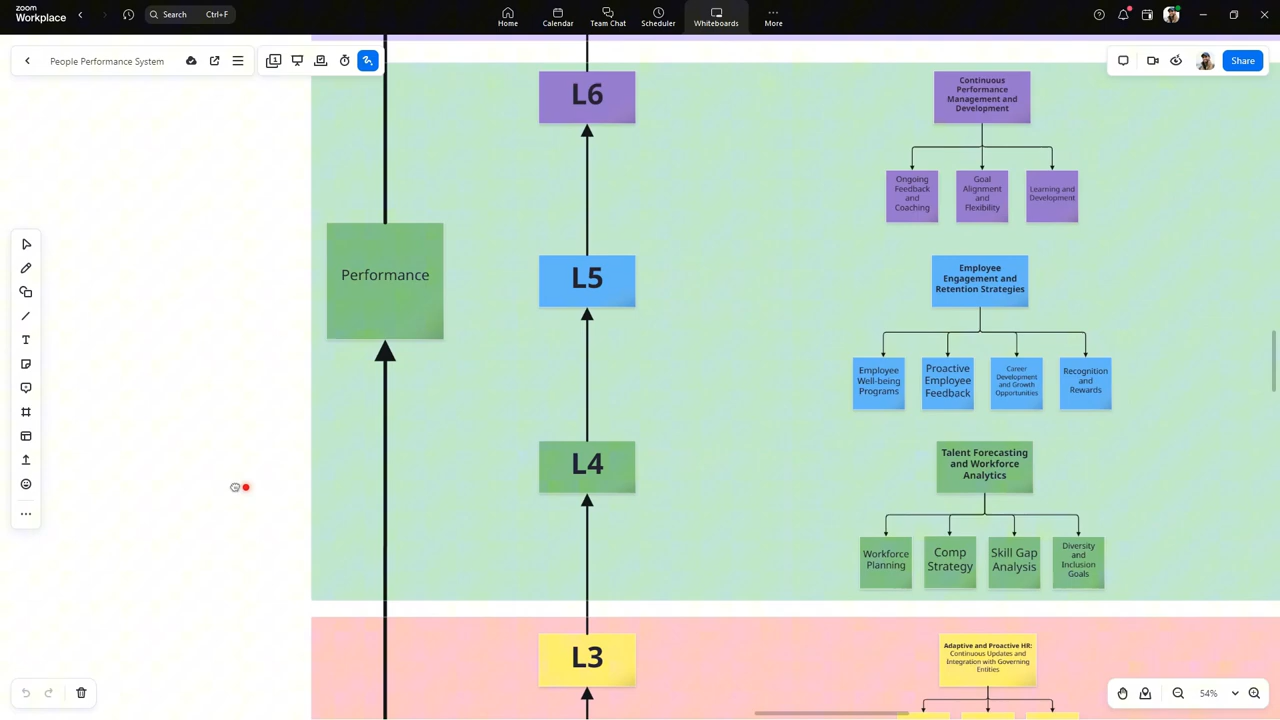 zoom
Workplace
Search
Ctrl+F
Home
Calendar
Team Chat
Scheduler
Whiteboards
More
People Performance System
1
Share
L6
Continuous
Performance
Management and
Development
Ongoing
Feedback
and
Coaching
Goal
Alignment
and
Flexibility
Learning and
Development
Performance
L5
Employee
Engagement and
Retention Strategies
Employee
Well-being
Programs
Proactive
Employee
Feedback
Career
Development
and Growth
Opportunities
Recognition
and
Rewards
L4
Talent Forecasting
and Workforce
Analytics
Workforce
Planning
Comp
Strategy
Skill Gap
Analysis
Diversity
and
Inclusion
Goals
L3
Adaptive and Proactive HR:
Continuous Updates and
Integration with Governing
Entities
54%